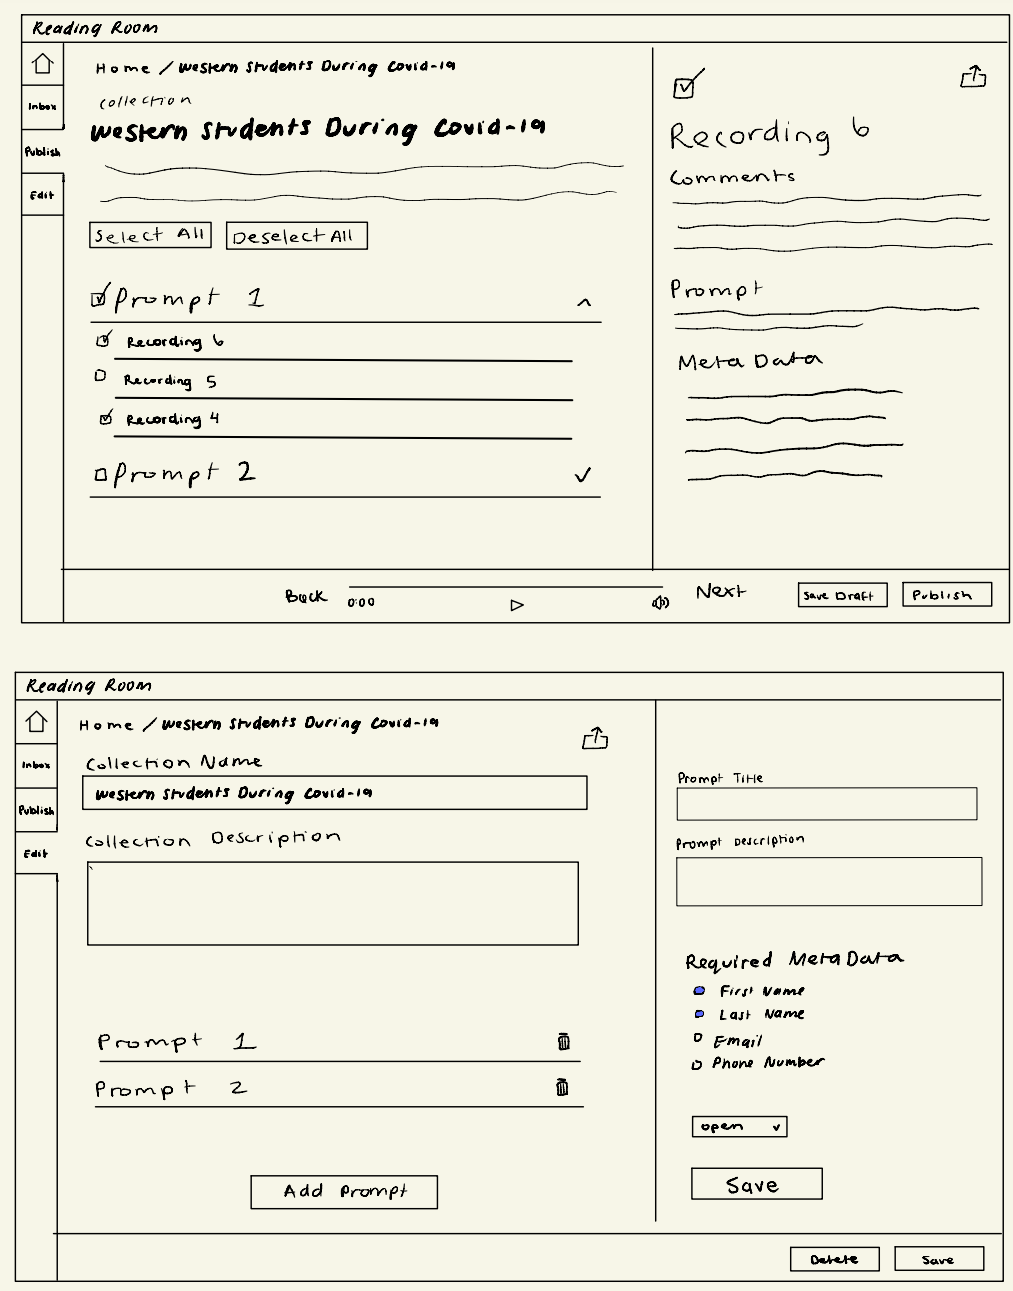 Reading Room
Home / Western Students During Covid-19
Inbox
Publish
Edit
Collection
Western Students During Covid-19
Select All
Deselect All
Prompt 1
Recording 6
Recording 5
Recording 4
Prompt 2
Recording 6
Comments
Prompt
Meta Data
Back
0:00
Next
Save Draft
Publish
Reading Room
Home / Western Students During Covid-19
Inbox
Publish
Edit
Collection Name
Western Students During Covid-19
Collection Description
Prompt 1
Prompt 2
Add Prompt
Prompt Title
Prompt Description
Required Meta Data
First Name
Last Name
Email
Phone Number
open
Save
Delete
Save